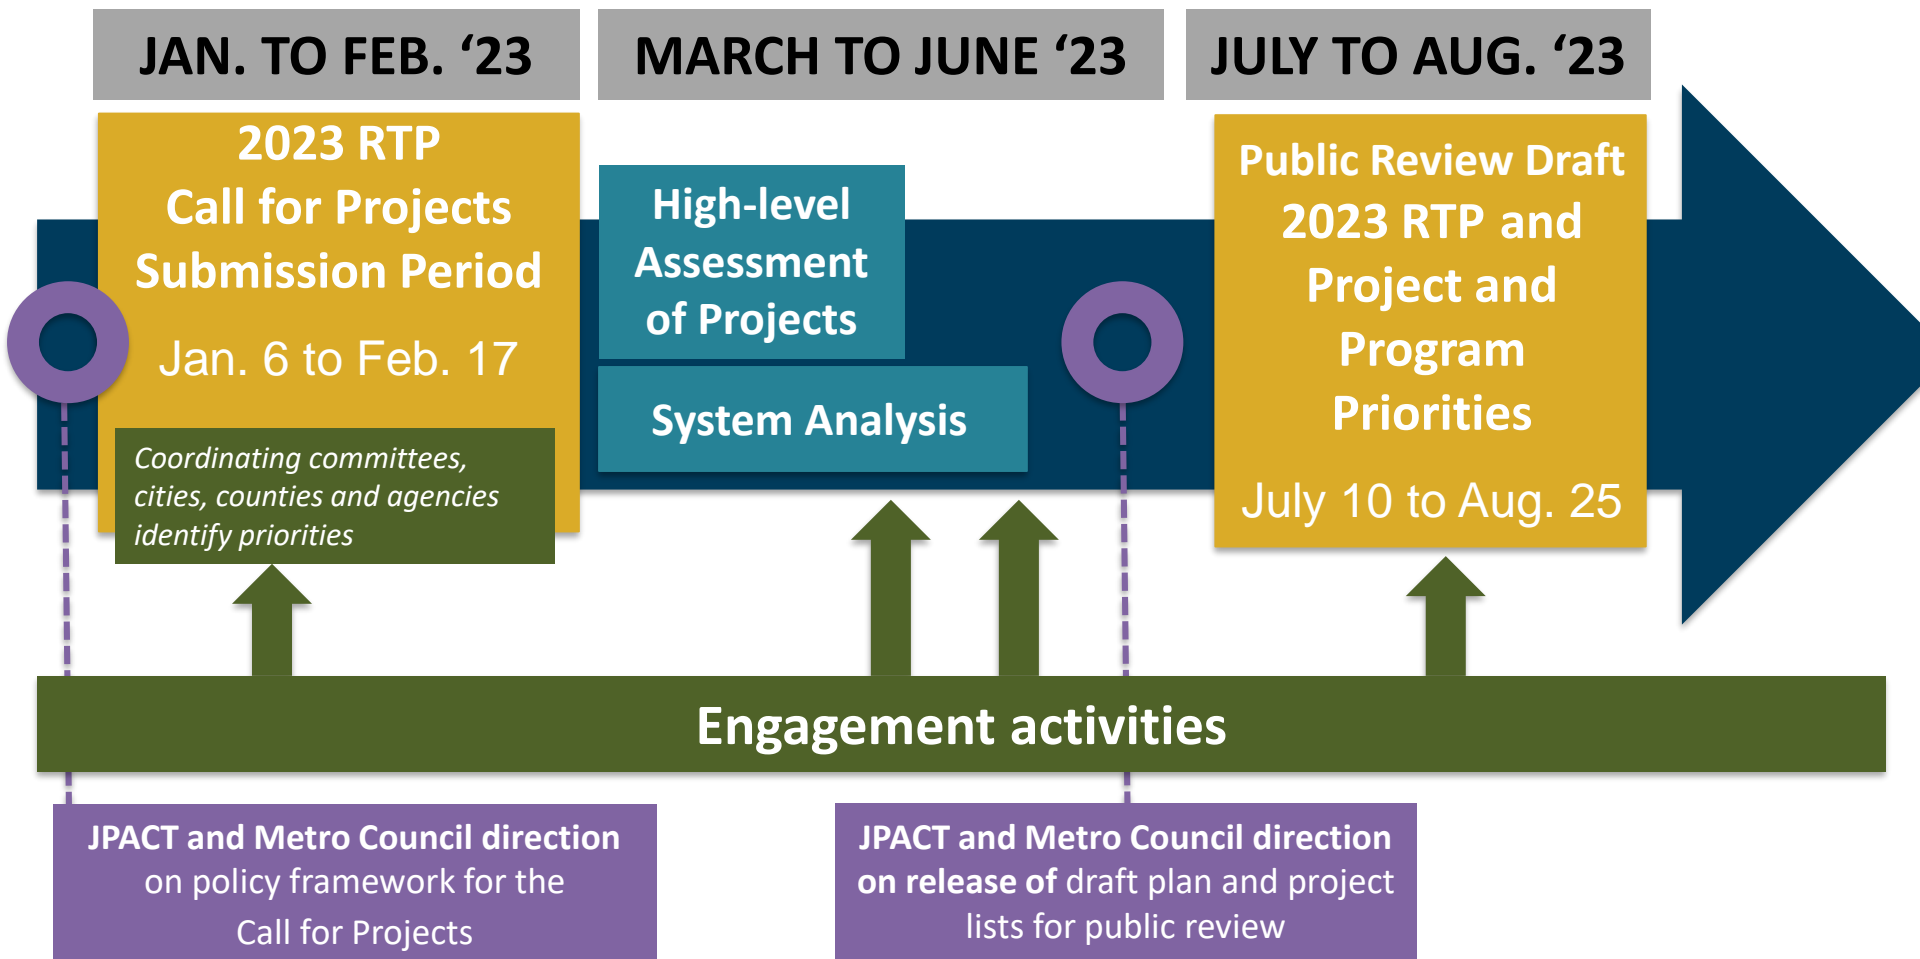 JAN. TO FEB. ‘23
MARCH TO JUNE ‘23
JULY TO AUG. ‘23
2023 RTP
Call for Projects
Submission Period
Jan. 6 to Feb. 17
Coordinating committees,
cities, counties and agencies
identify priorities
High-level
Assessment
of Projects
System Analysis
Public Review Draft
2023 RTP and
Project and
Program
Priorities
July 10 to Aug. 25
Engagement activities
JPACT and Metro Council direction
on policy framework for the
Call for Projects
JPACT and Metro Council direction
on release of draft plan and project
lists for public review